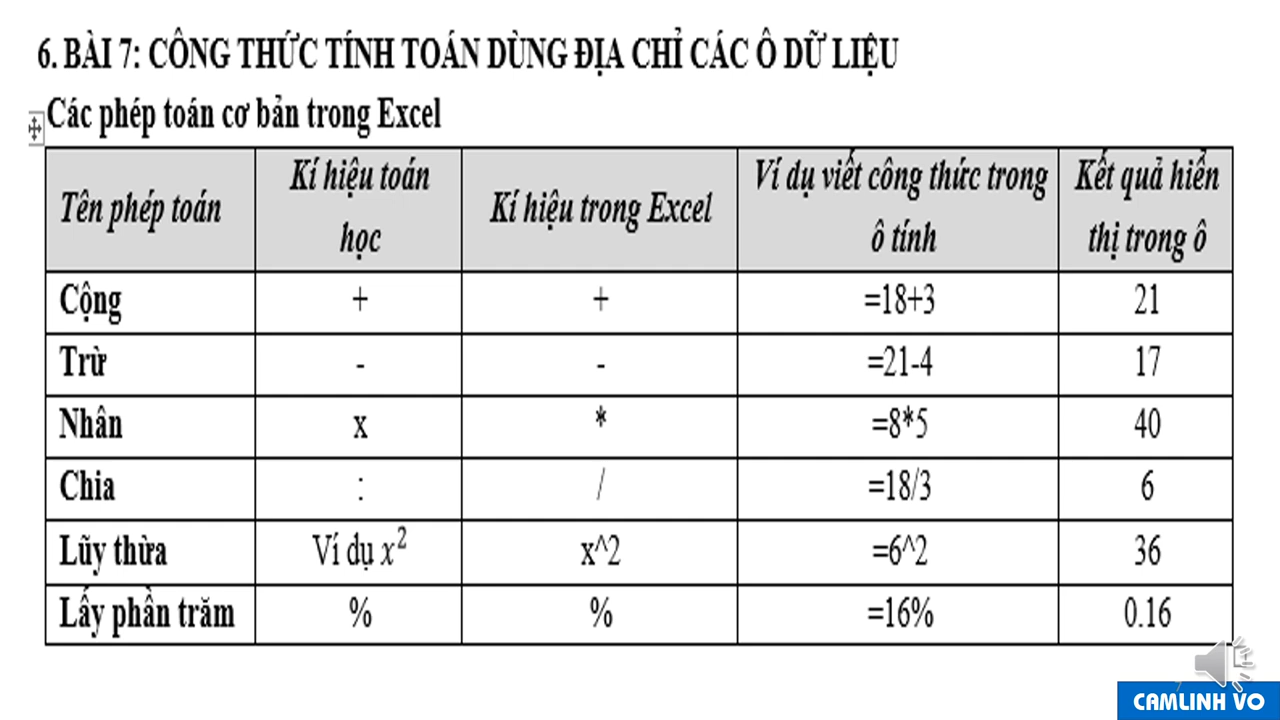 6. BÀI 7: CÔNG THỨC TÍNH TOÁN DÙNG ĐỊA CHỈ CÁC Ô DỮ LIỆU
Các phép toán cơ bản trong Excel
Tên phép toán
Kí hiệu toán
học
Kí hiệu trong Excel
Ví dụ viết công thức trong
ô tính
Kết quả hiển
thị trong ô
Cộng + + =18+3 21
Trừ - - =21-4 17
Nhân x * =8*5 40
Chia : / =18/3 6
Lũy thừa Ví dụ x² x^2 =6^2 36
Lấy phần trăm % % =16% 0.16
CAMLINH VO